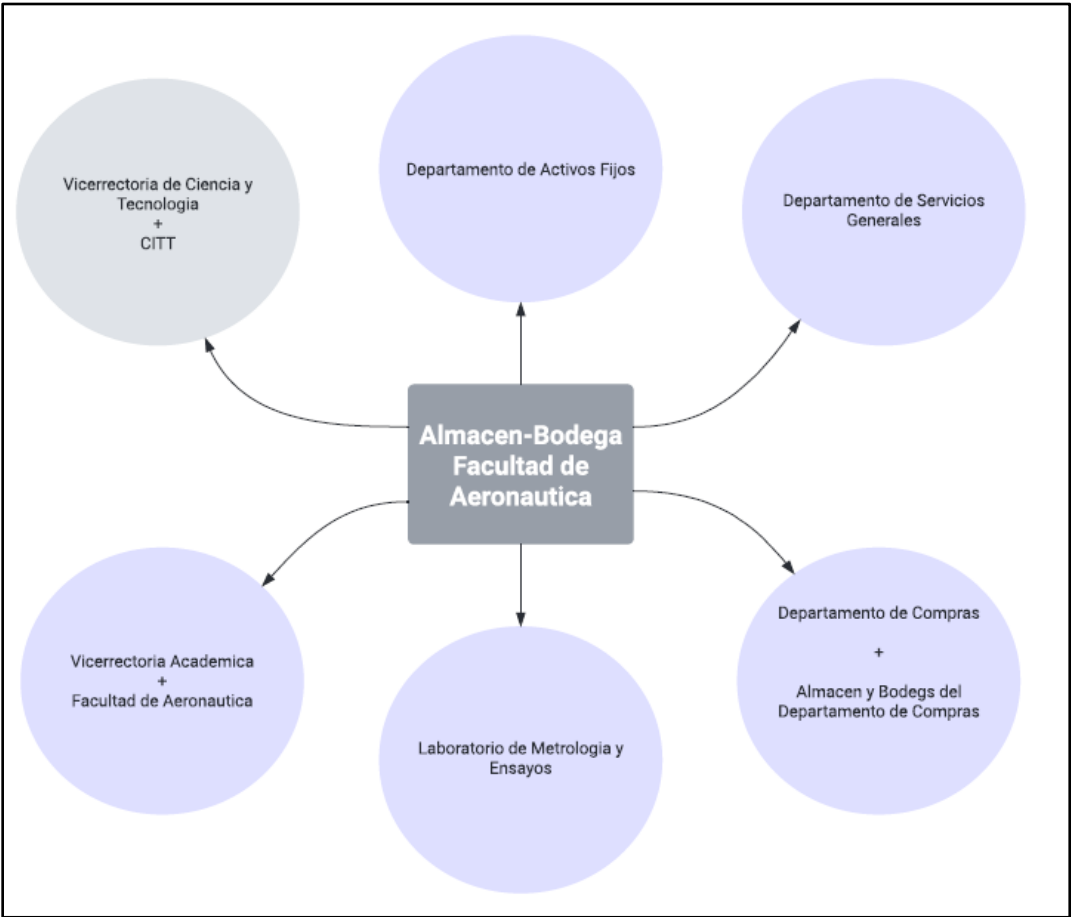 Vicerrectoria de Ciencia y
Tecnologia
+
CITT
Departamento de Activos Fijos
Departamento de Servicios
Generales
Almacen-Bodega
Facultad de
Aeronautica
Vicerrectoria Academica
+
Facultad de Aeronautica
Laboratorio de Metrologia y
Ensayos
Departamento de Compras
+
Almacen y Bodegs del
Departamento de Compras